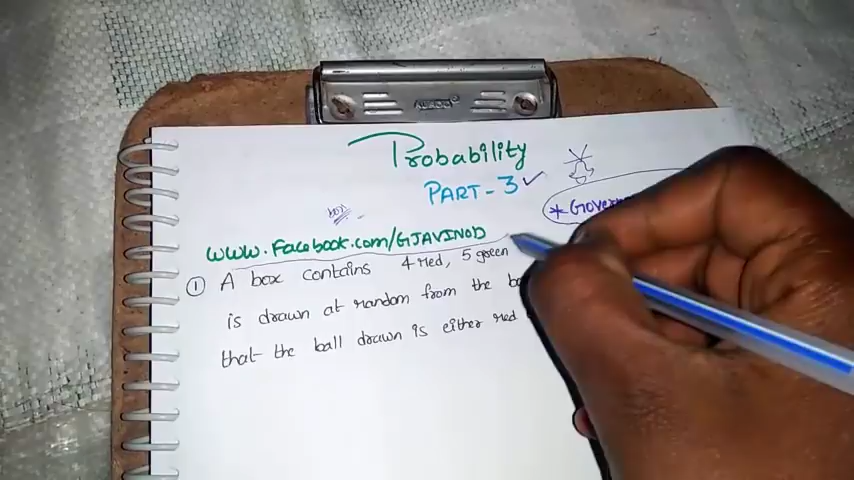 Probability
PART-3
* Govern
www.Facebook.com/GJAVINOD
① A box contains 4 red, 5 green
is drawn at random from the bo
that the ball drawn is either red